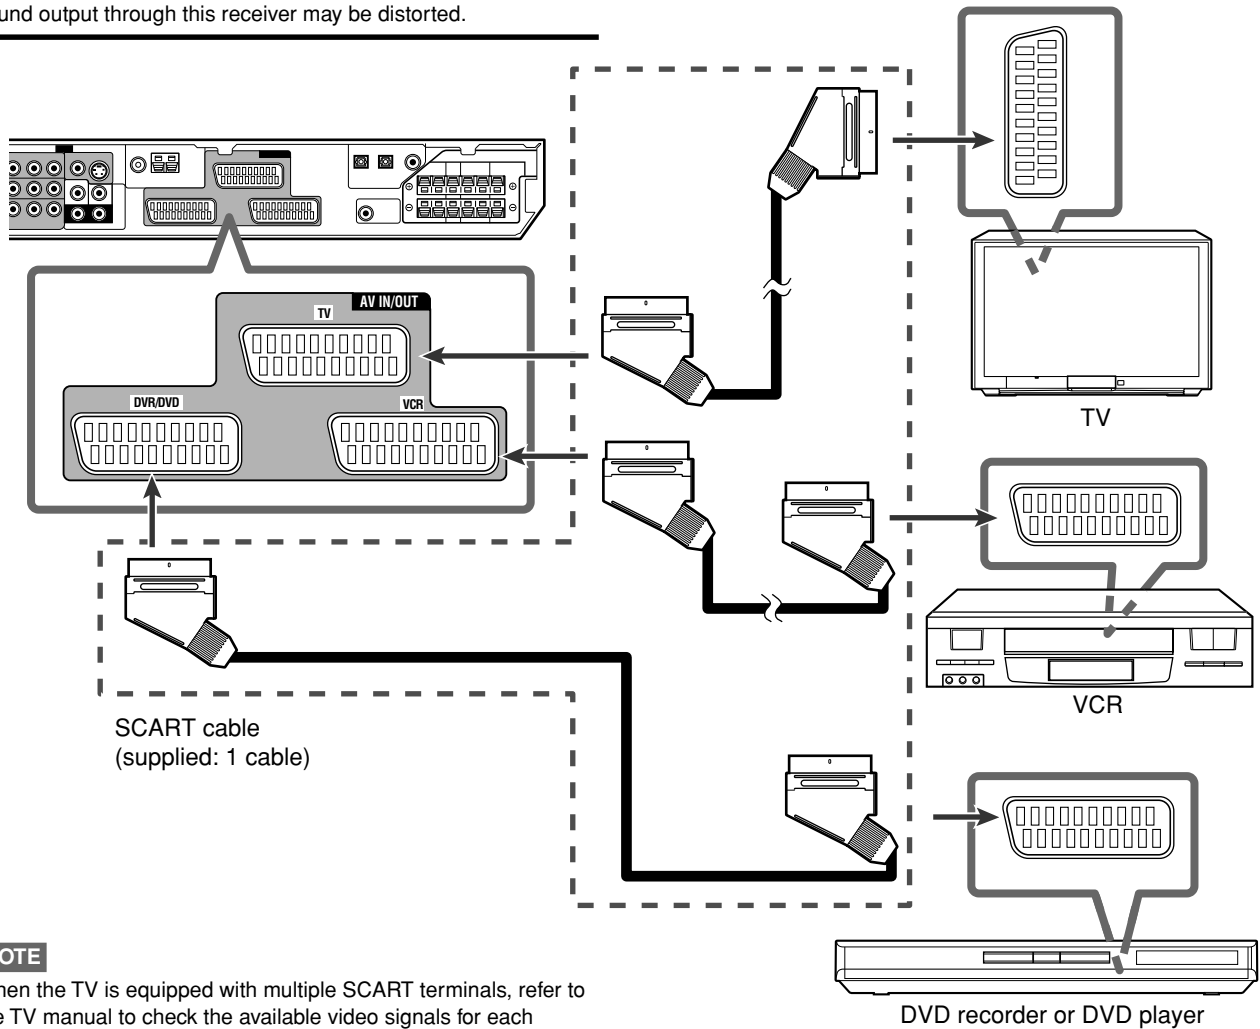 und output through this receiver may be distorted.
AV IN/OUT
TV
DVR/DVD
VCR
TV
VCR
SCART cable
(supplied: 1 cable)
DVD recorder or DVD player
OTE
hen the TV is equipped with multiple SCART terminals, refer to
e TV manual to check the available video signals for each